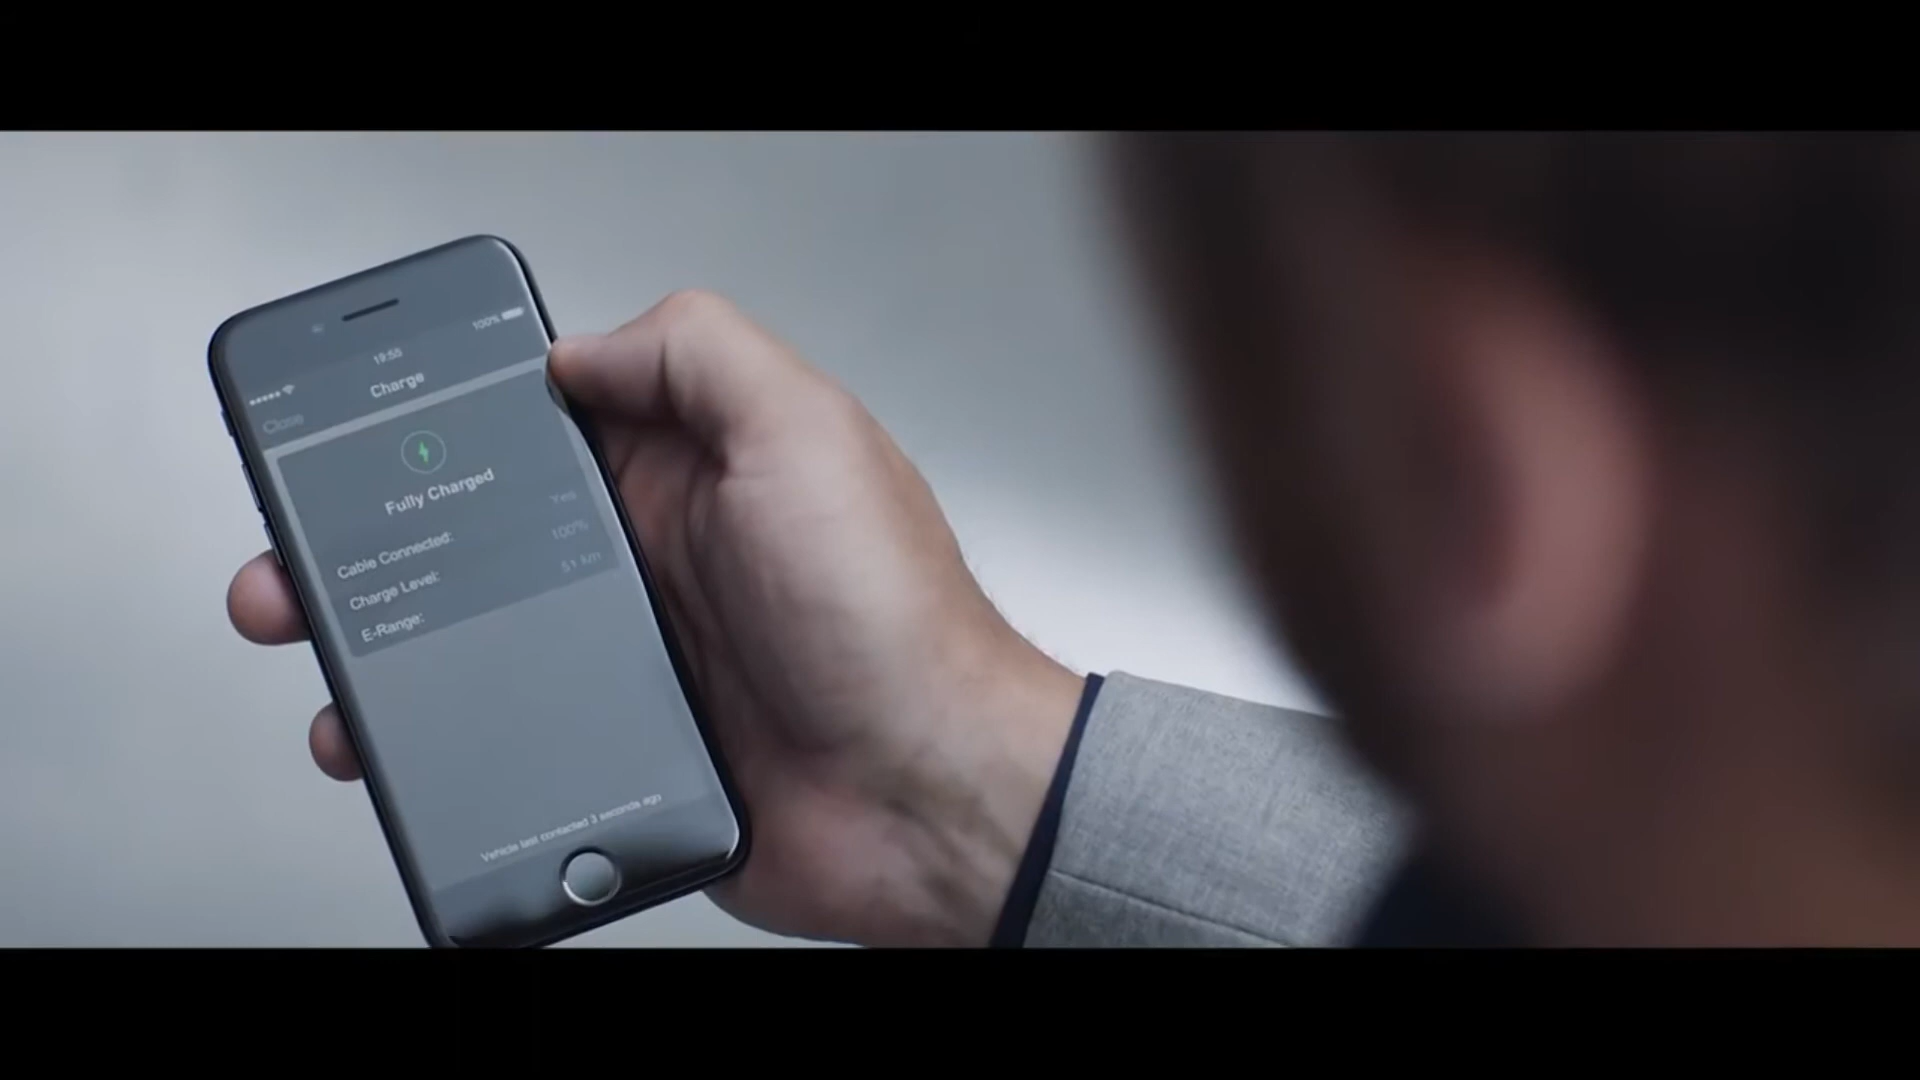 100%
19:55
Charge
Close
Fully Charged
Cable Connected: Yes
Charge Level: 100%
E-Range: 51 km
Vehicle last contacted 3 seconds ago